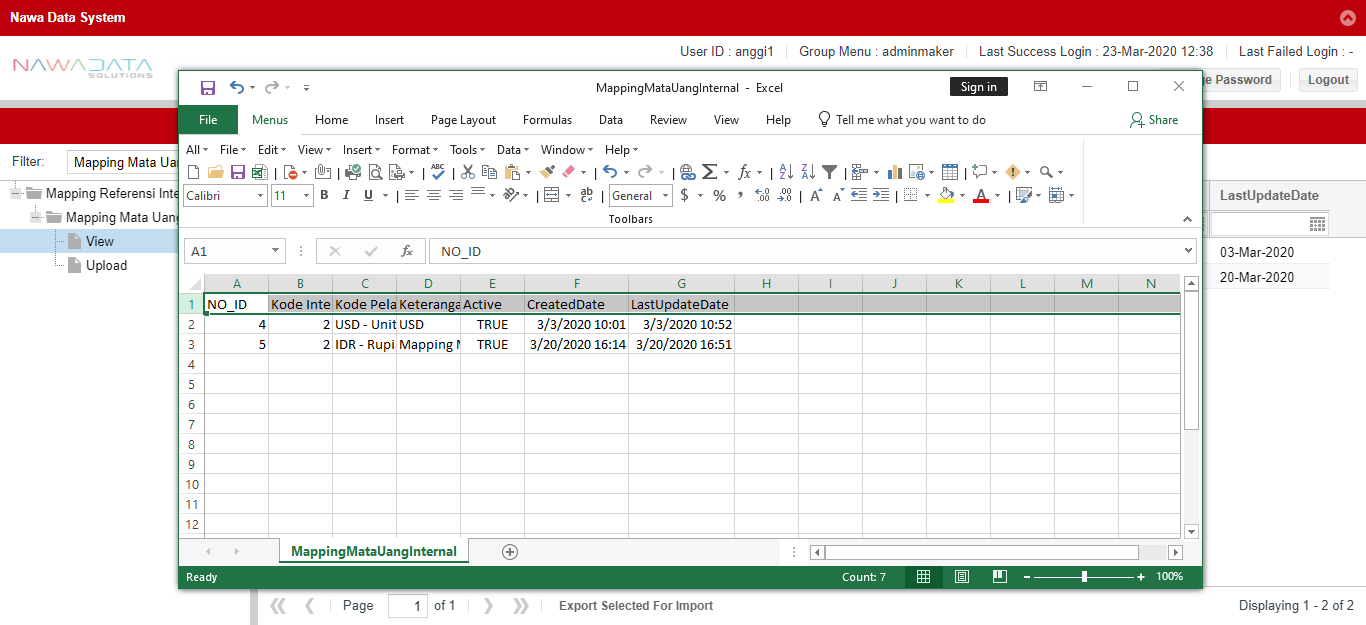 Nawa Data System
NAWADATA
SOLUTIONS
User ID : anggi1 Group Menu : adminmaker Last Success Login : 23-Mar-2020 12:38 Last Failed Login : -
Password Logout
MappingMataUangInternal - Excel
Sign in
File Menus Home Insert Page Layout Formulas Data Review View Help Tell me what you want to do Share
All File Edit View Insert Format Tools Data Window Help
Calibri 11 B I U General $ % ,
Toolbars
Filter: Mapping Mata Ua
Mapping Referensi Inte
Mapping Mata Uang
View
Upload
LastUpdateDate
03-Mar-2020
20-Mar-2020
A1 fx NO_ID
A B C D E F G H I J K L M N
1 NO_ID Kode Inte Kode Pela Keteranga Active CreatedDate LastUpdateDate
2 4 2 USD - Unit USD TRUE 3/3/2020 10:01 3/3/2020 10:52
3 5 2 IDR - Rupi Mapping M TRUE 3/20/2020 16:14 3/20/2020 16:51
4
5
6
7
8
9
10
11
12
MappingMataUangInternal
Ready Count: 7 100%
Page 1 of 1 Export Selected For Import Displaying 1 - 2 of 2